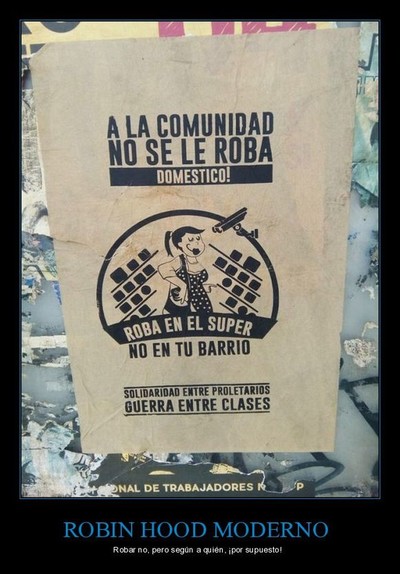 A LA COMUNIDAD
NO SE LE ROBA
DOMESTICO!
ROBA EN EL SUPER
NO EN TU BARRIO
SOLIDARIDAD ENTRE PROLETARIOS
GUERRA ENTRE CLASES
DE TRABAJADORES
ROBIN HOOD MODERNO
Robar no, pero según a quién, ¡por supuesto!